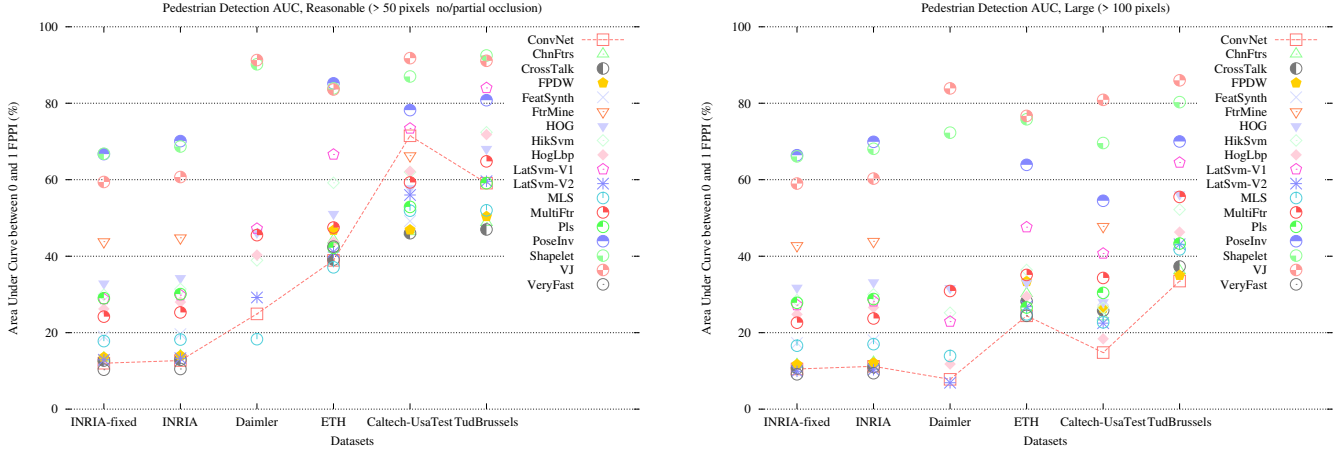 Pedestrian Detection AUC, Reasonable (> 50 pixels no/partial occlusion)
Area Under Curve between 0 and 1 FPPI (%)
100
80
60
40
20
0
INRIA-fixed INRIA Daimler ETH Caltech-UsaTest TudBrussels
Datasets
ConvNet
ChnFtrs
CrossTalk
FPDW
FeatSynth
FtrMine
HOG
HikSvm
HogLbp
LatSvm-V1
LatSvm-V2
MLS
MultiFtr
Pls
PoseInv
Shapelet
VJ
VeryFast
Pedestrian Detection AUC, Large (> 100 pixels)
Area Under Curve between 0 and 1 FPPI (%)
100
80
60
40
20
0
INRIA-fixed INRIA Daimler ETH Caltech-UsaTest TudBrussels
Datasets
ConvNet
ChnFtrs
CrossTalk
FPDW
FeatSynth
FtrMine
HOG
HikSvm
HogLbp
LatSvm-V1
LatSvm-V2
MLS
MultiFtr
Pls
PoseInv
Shapelet
VJ
VeryFast